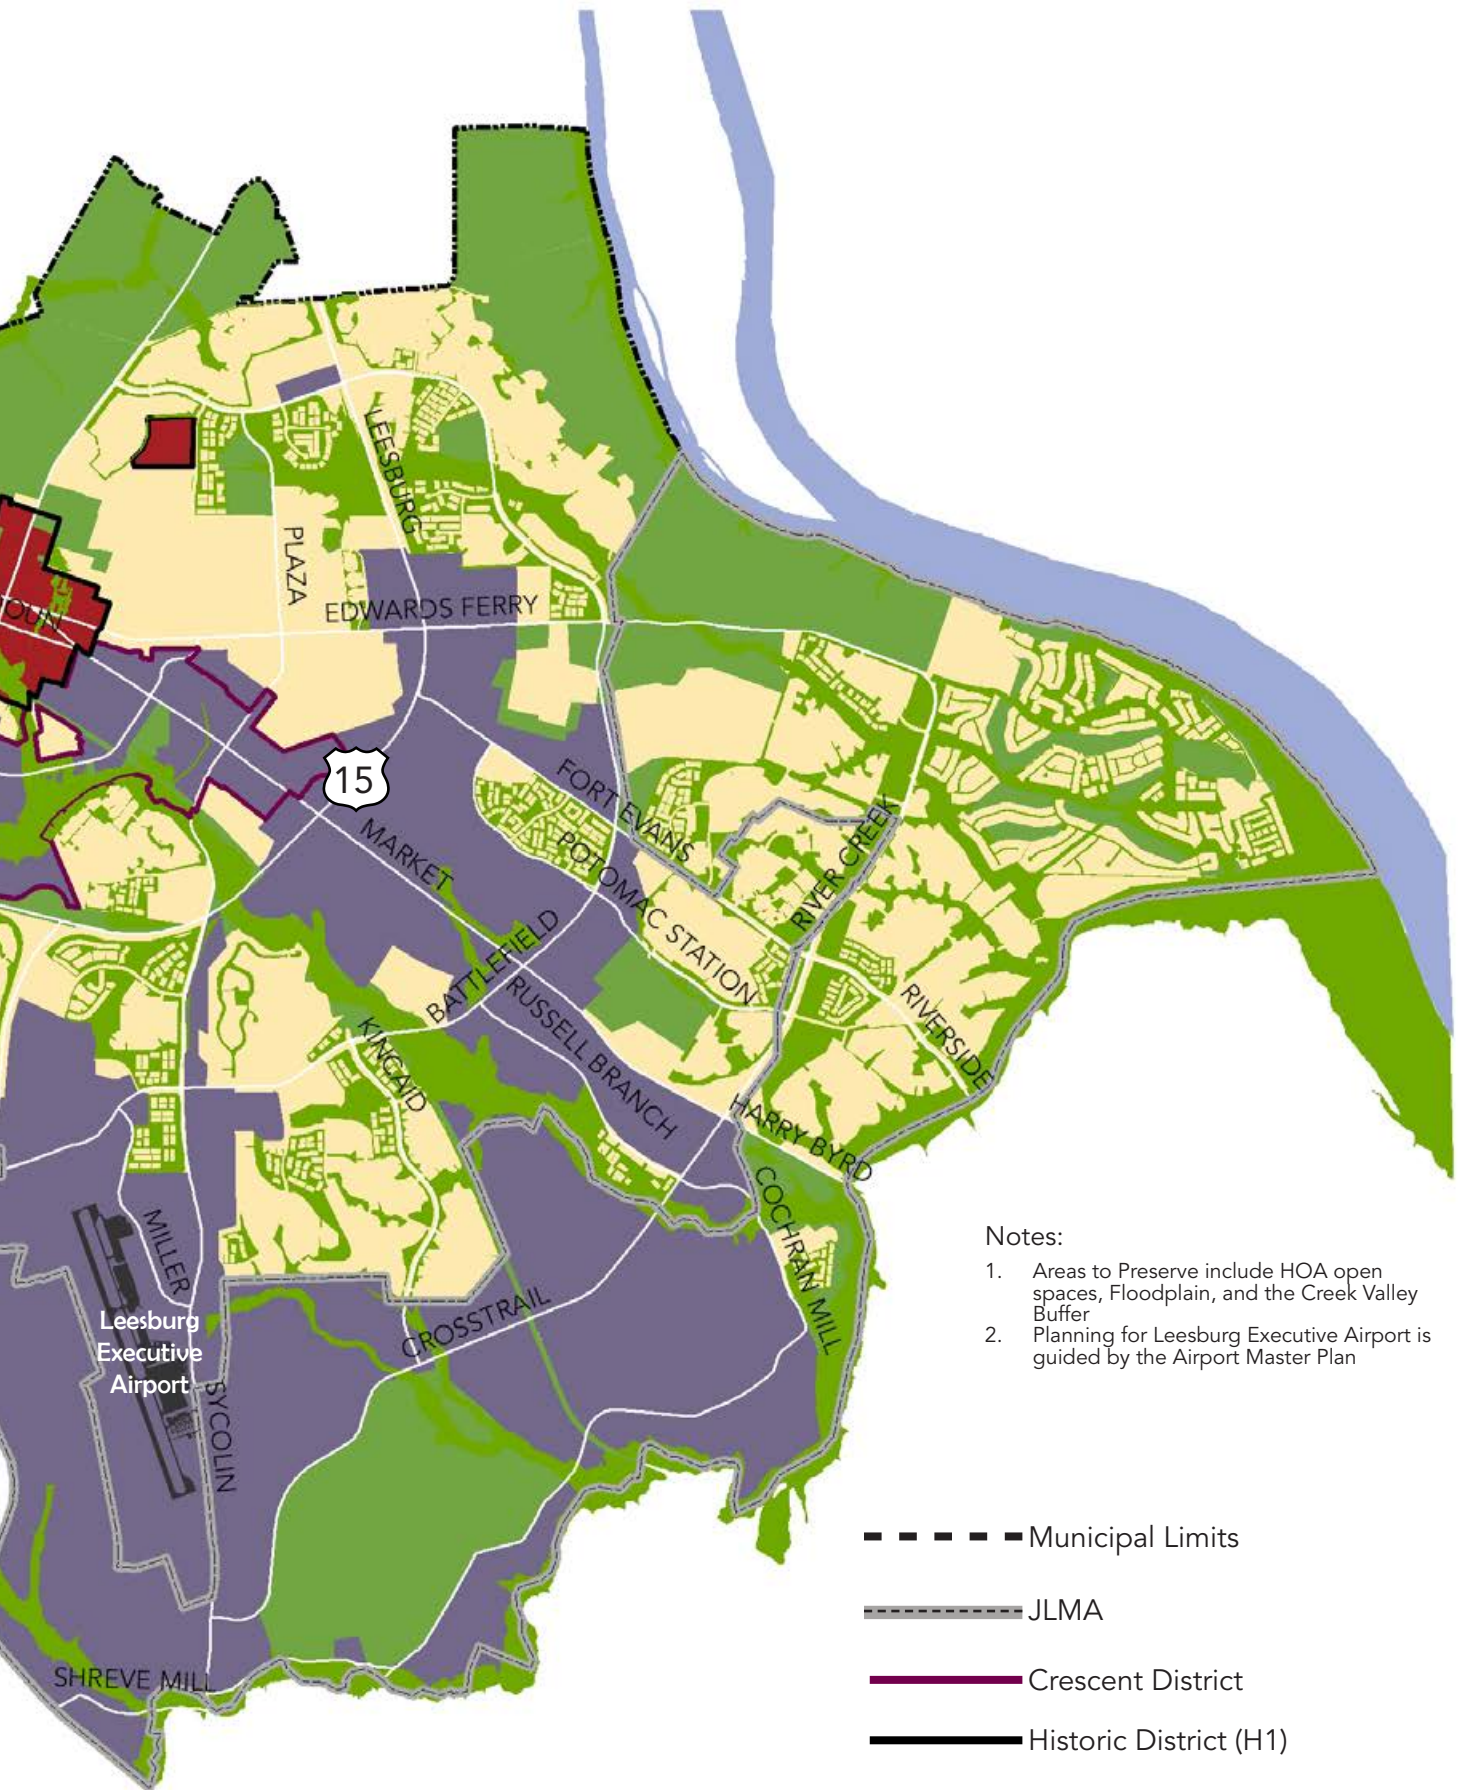 LEESBURG
PLAZA
EDWARDS FERRY
15
FORT EVANS
MARKET
POTOMAC STATION
RIVER CREEK
BATTLEFIELD
RUSSELL BRANCH
RIVERSIDE
KINCAID
HARRY BYRD
COCHRAN MILL
MILLER
Leesburg
Executive
Airport
CROSSTRAIL
SYCOLIN
SHREVE MILL
Notes:
1. Areas to Preserve include HOA open
spaces, Floodplain, and the Creek Valley
Buffer
2. Planning for Leesburg Executive Airport is
guided by the Airport Master Plan
Municipal Limits
JLMA
Crescent District
Historic District (H1)